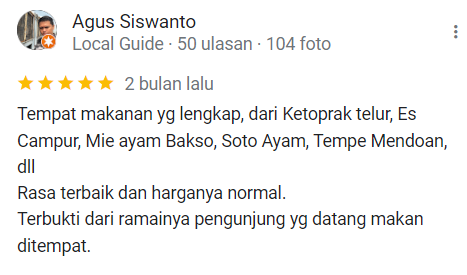 Agus Siswanto
Local Guide · 50 ulasan · 104 foto
2 bulan lalu
Tempat makanan yg lengkap, dari Ketoprak telur, Es
Campur, Mie ayam Bakso, Soto Ayam, Tempe Mendoan,
dll
Rasa terbaik dan harganya normal.
Terbukti dari ramainya pengunjung yg datang makan
ditempat.